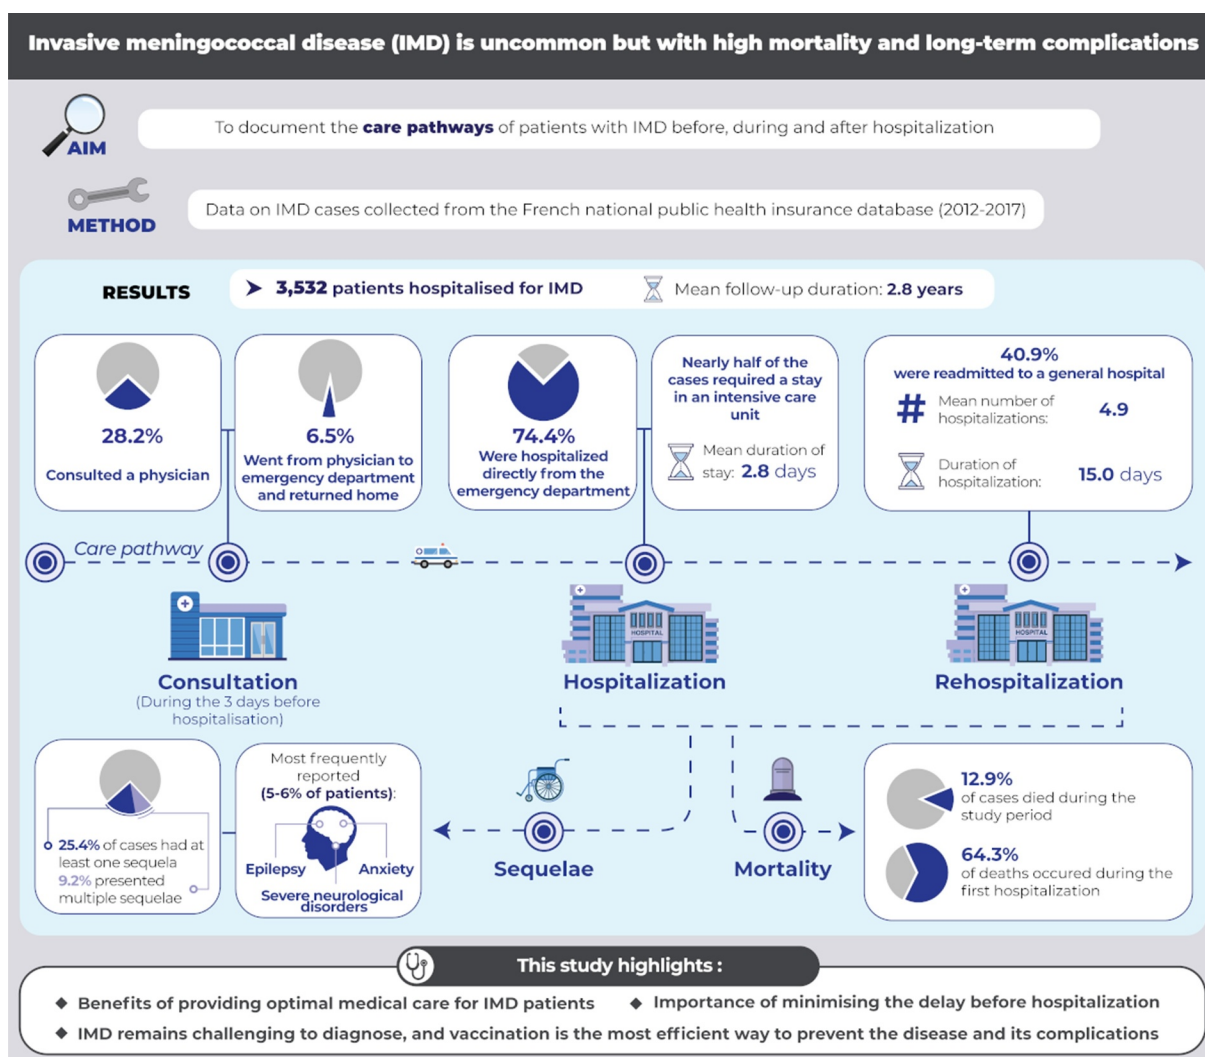 Invasive meningococcal disease (IMD) is uncommon but with high mortality and long-term complications
AIM
To document the care pathways of patients with IMD before, during and after hospitalization
METHOD
Data on IMD cases collected from the French national public health insurance database (2012-2017)
RESULTS
3,532 patients hospitalised for IMD
Mean follow-up duration: 2.8 years
28.2%
Consulted a physician
6.5%
Went from physician to
emergency department
and returned home
74.4%
Were hospitalized
directly from the
emergency department
Nearly half of the
cases required a stay
in an intensive care
unit
Mean duration of
stay: 2.8 days
40.9%
were readmitted to a general hospital
#
Mean number of
hospitalizations:
4.9
Duration of
hospitalization:
15.0 days
Care pathway
HOSPITAL
HOSPITAL
Consultation
(During the 3 days before
hospitalisation)
Hospitalization
Rehospitalization
25.4% of cases had at
least one sequela
9.2% presented
multiple sequelae
Most frequently
reported
(5-6% of patients):
Epilepsy
Anxiety
Severe neurological
disorders
Sequelae
Mortality
12.9%
of cases died during the
study period
64.3%
of deaths occured during the
first hospitalization
This study highlights :
◆ Benefits of providing optimal medical care for IMD patients
◆ Importance of minimising the delay before hospitalization
◆ IMD remains challenging to diagnose, and vaccination is the most efficient way to prevent the disease and its complications